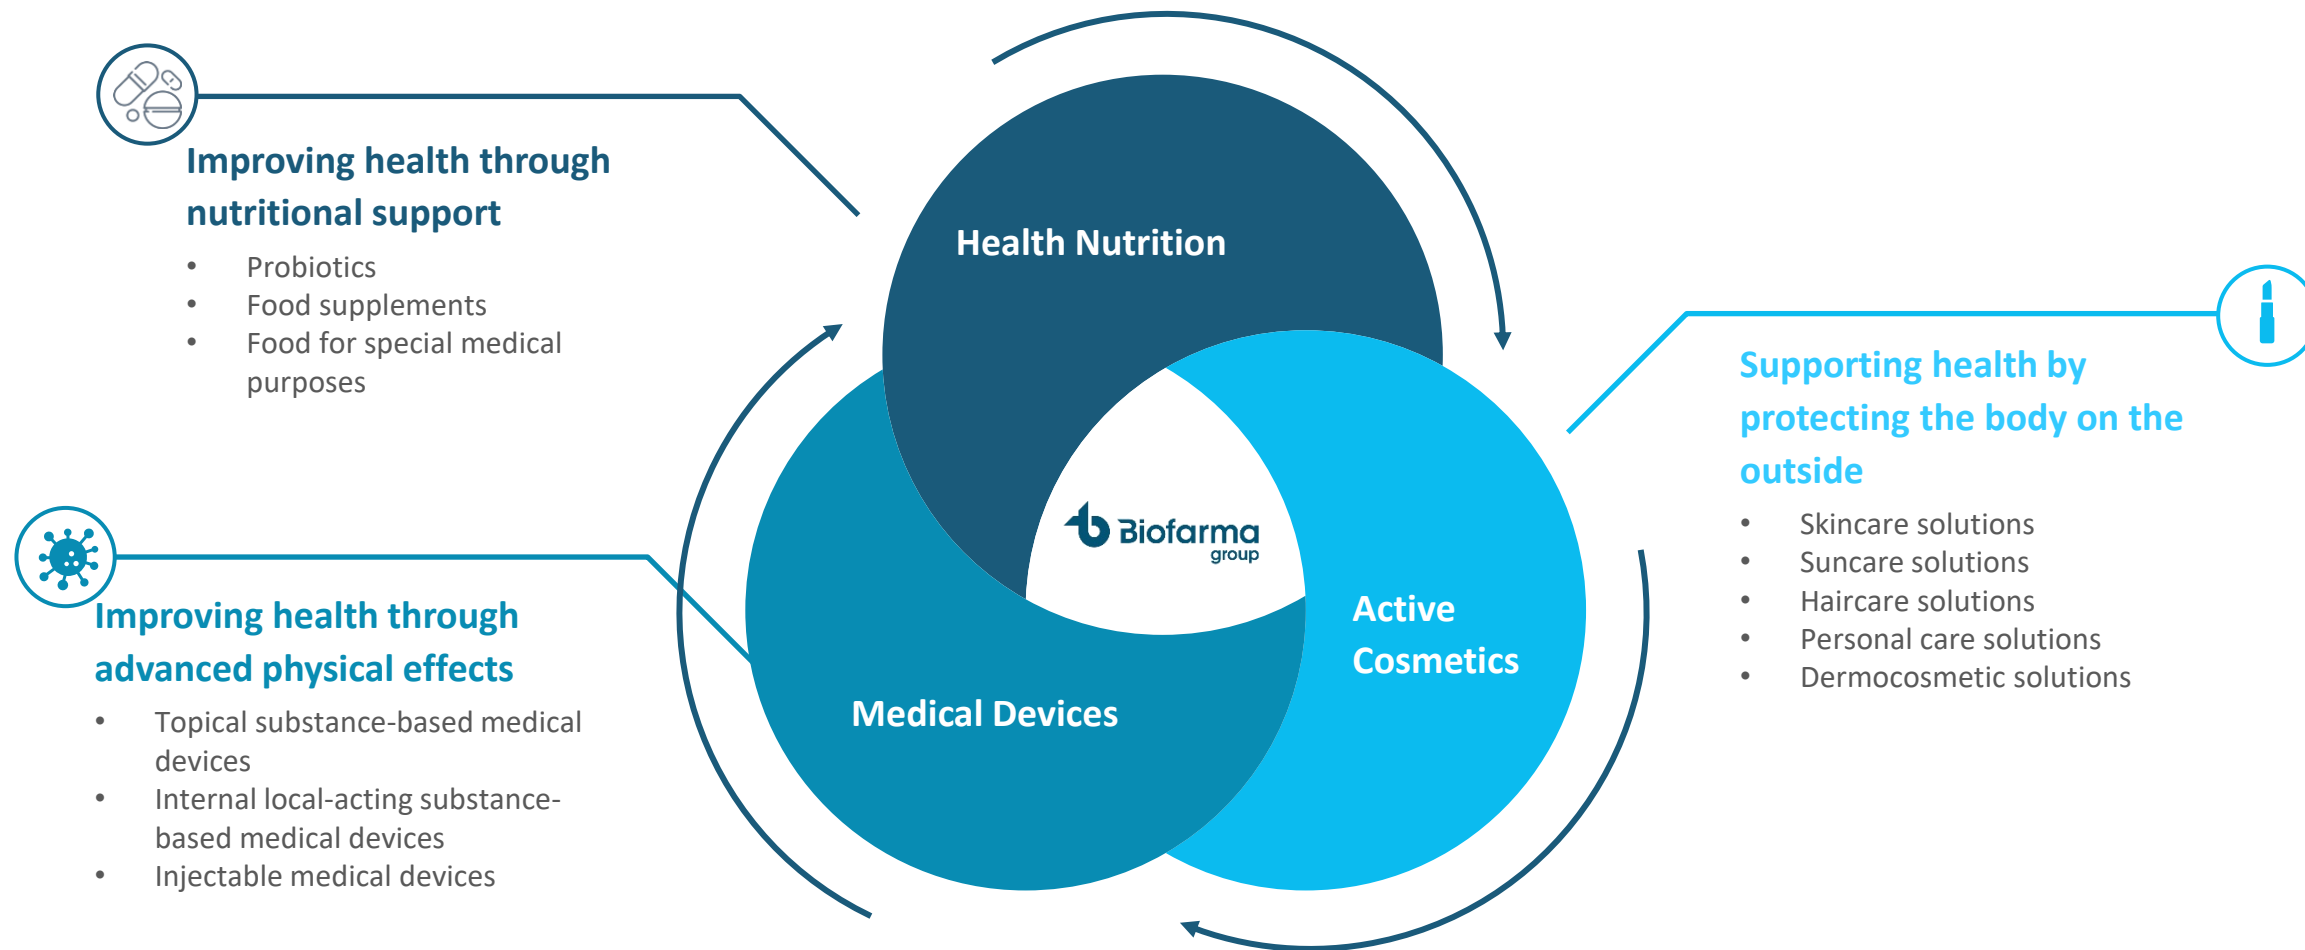 Improving health through
nutritional support
• Probiotics
• Food supplements
• Food for special medical
purposes
Health Nutrition
Supporting health by
protecting the body on the
outside
• Skincare solutions
• Suncare solutions
• Haircare solutions
• Personal care solutions
• Dermocosmetic solutions
Biofarma
group
Active
Cosmetics
Medical Devices
Improving health through
advanced physical effects
• Topical substance-based medical
devices
• Internal local-acting substance-
based medical devices
• Injectable medical devices